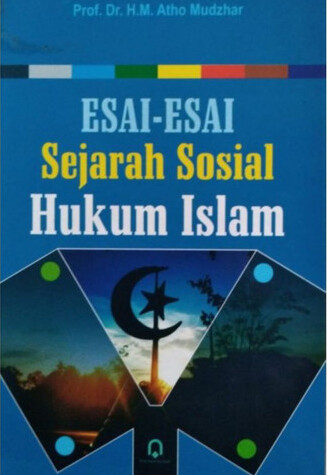 Prof. Dr. H.M. Atho Mudzhar
ESAI-ESAI
Sejarah Sosial
Hukum Islam